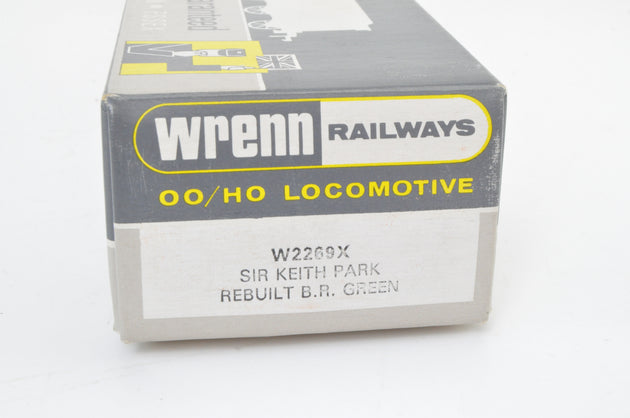 wrenn RAILWAYS
OO/HO LOCOMOTIVE
W2269X
SIR KEITH PARK
REBUILT B.R. GREEN